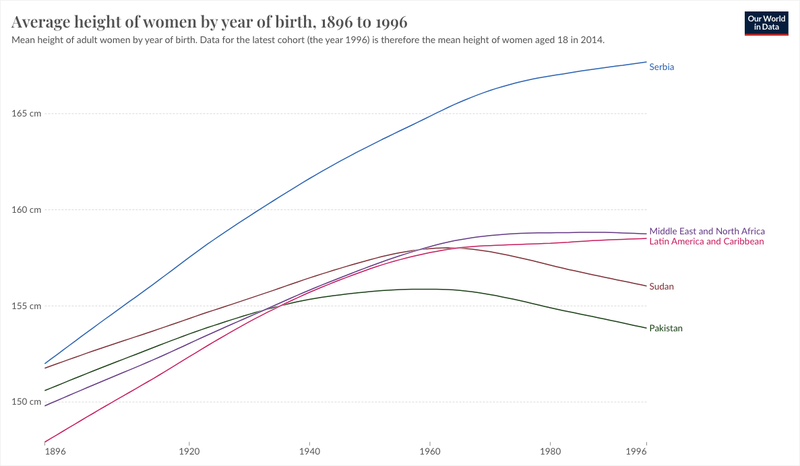 Average height of women by year of birth, 1896 to 1996
Our World
in Data
Mean height of adult women by year of birth. Data for the latest cohort (the year 1996) is therefore the mean height of women aged 18 in 2014.
Serbia
165 cm
160 cm
Middle East and North Africa
Latin America and Caribbean
155 cm
Sudan
Pakistan
150 cm
1896
1920
1940
1960
1980
1996